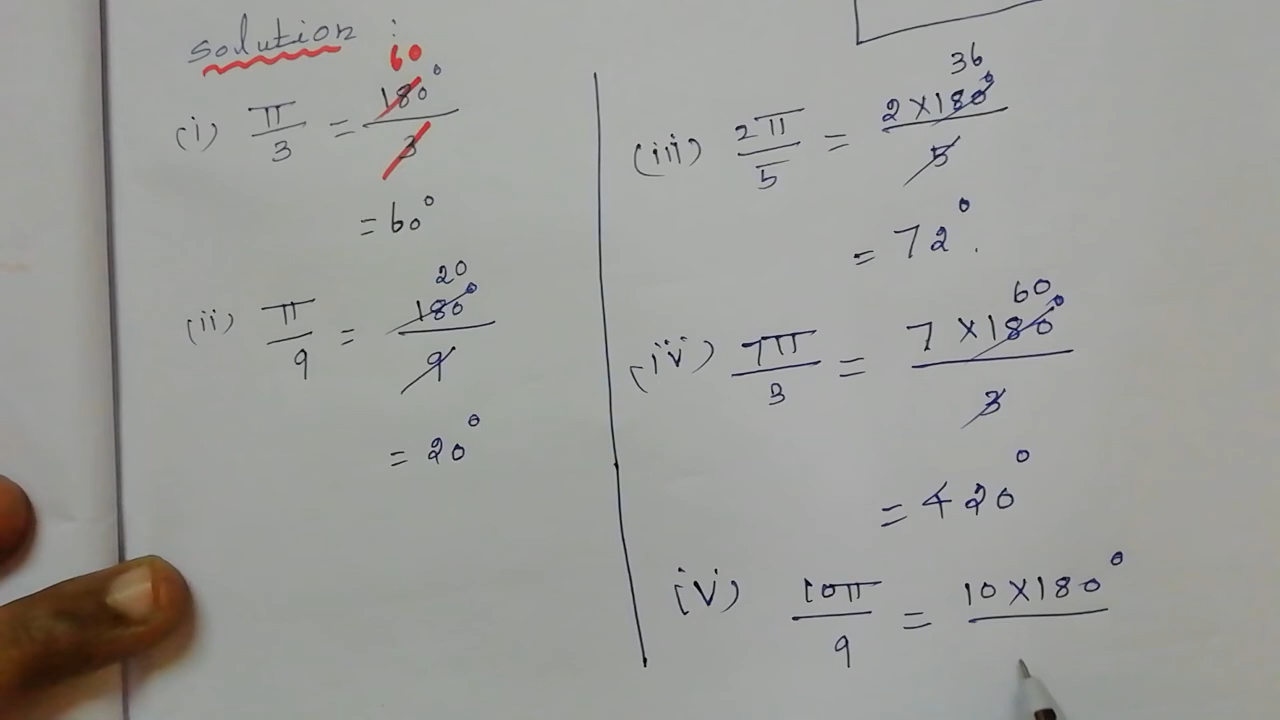 Solution :
(i) π/3 = 180°/3 60
= 60°
(ii) π/9 = 180°/9 20
= 20°
(iii) 2π/5 = 2×180°/5 36
= 72°.
(iv) 7π/3 = 7×180°/3 60
= 420°
(v) 10π/9 = 10×180°